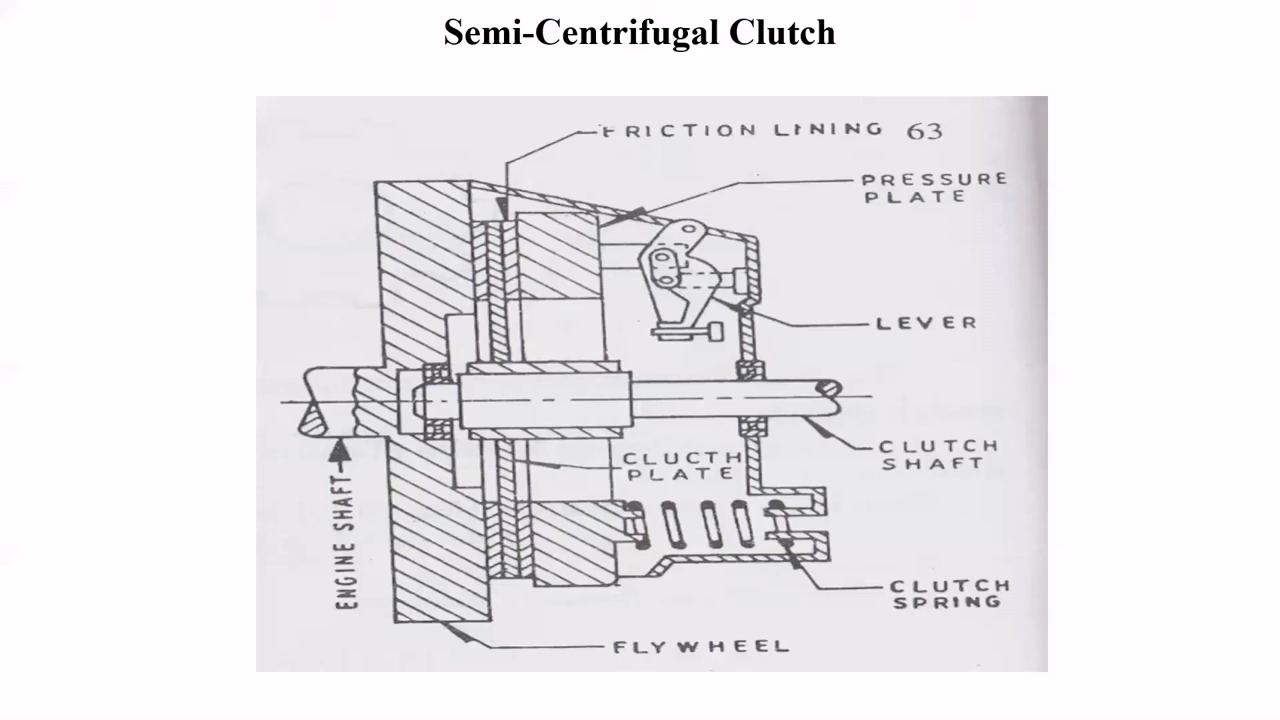 Semi-Centrifugal Clutch
FRICTION LINING 63
PRESSURE
PLATE
LEVER
CLUTCH
SHAFT
CLUCTH
PLATE
ENGINE SHAFT
CLUTCH
SPRING
FLYWHEEL